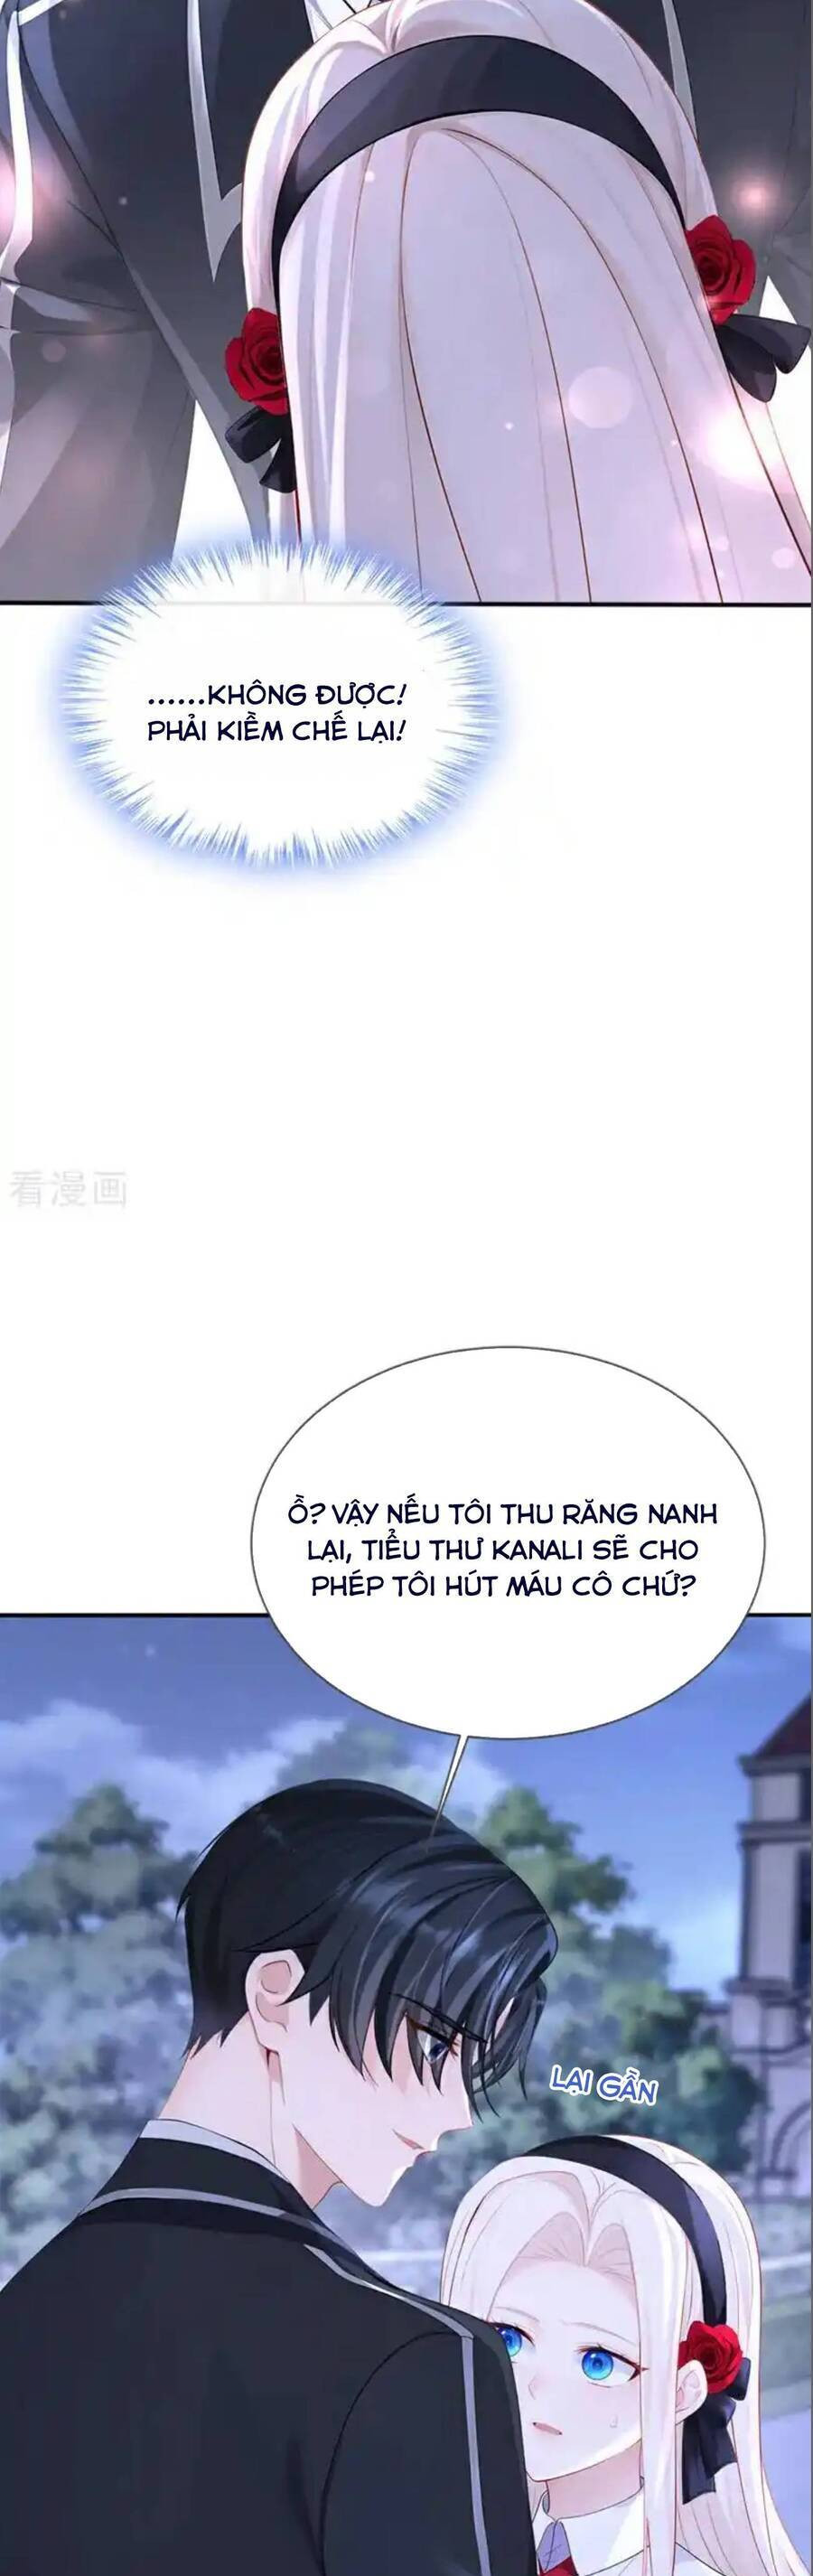 ......KHÔNG ĐƯỢC!
PHẢI KIỀM CHẾ LẠI!
看漫画
Ồ? VẬY NẾU TÔI THU RĂNG NANH
LẠI, TIỂU THƯ KANALI SẼ CHO
PHÉP TÔI HÚT MÁU CÔ CHỨ?
LẠI GẦN